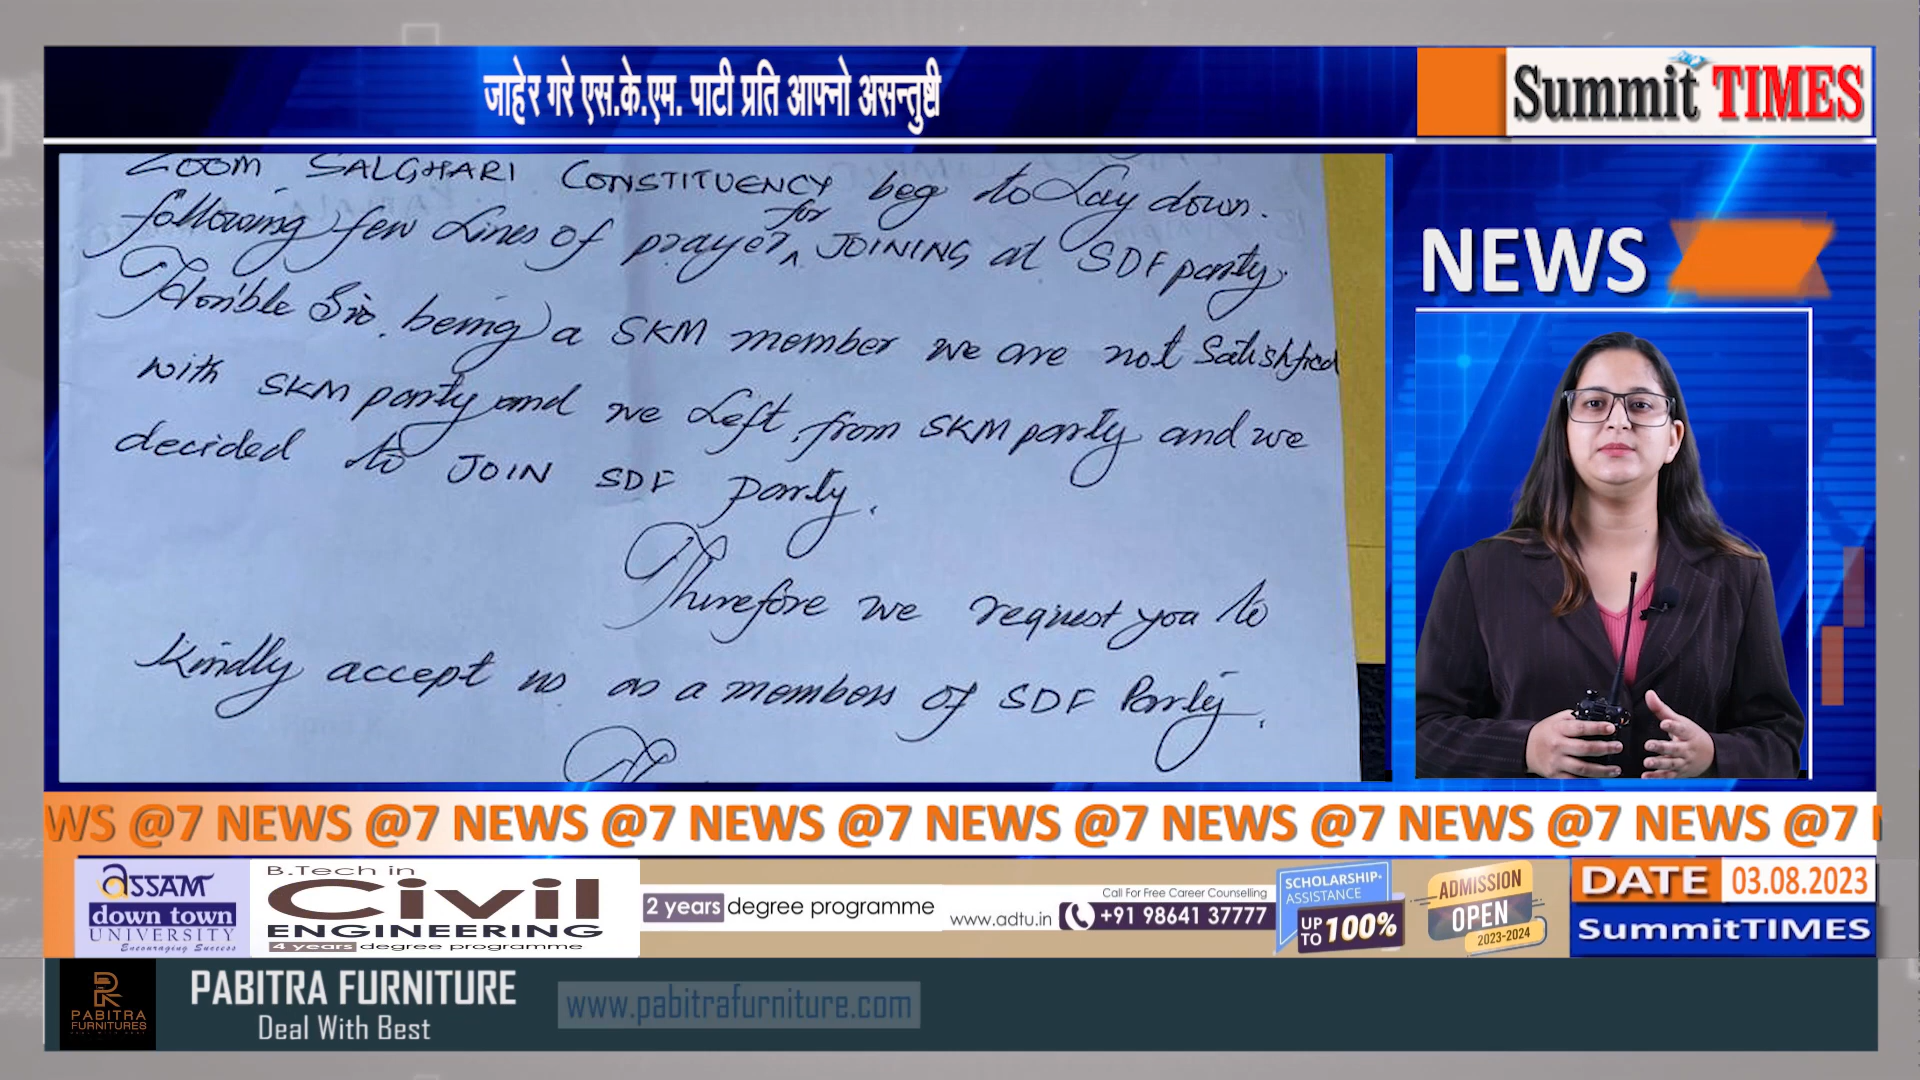 जाहेर गरे एस.के.एम. पाटी प्रति आफ्नो असन्तुष्टी
Summit TIMES
ZOOM SALGHARI CONSTITUENCY beg to Lay down.
following few Lines of prayer for JOINING at SDF party.
Hon'ble Sir. being a SKM member we are not Satishfied
with SKM party and we Left from SKM party and we
decided to JOIN SDF party.
Therefore we request you to
Kindly accept us as a members of SDF Party.
NEWS
WS @7 NEWS @7 NEWS @7 NEWS @7 NEWS @7 NEWS @7 NEWS @7 NEWS @7
ASSAM
down town
UNIVERSITY
Encouraging Success
B.Tech in
Civil
ENGINEERING
4 years degree programme
2 years degree programme
www.adtu.in
Call For Free Career Counselling
+91 98641 37777
SCHOLARSHIP
ASSISTANCE
UP TO 100%
ADMISSION
OPEN
2023-2024
DATE 03.08.2023
SummitTIMES
PABITRA
FURNITURES
PABITRA FURNITURE
Deal With Best
www.pabitrafurniture.com